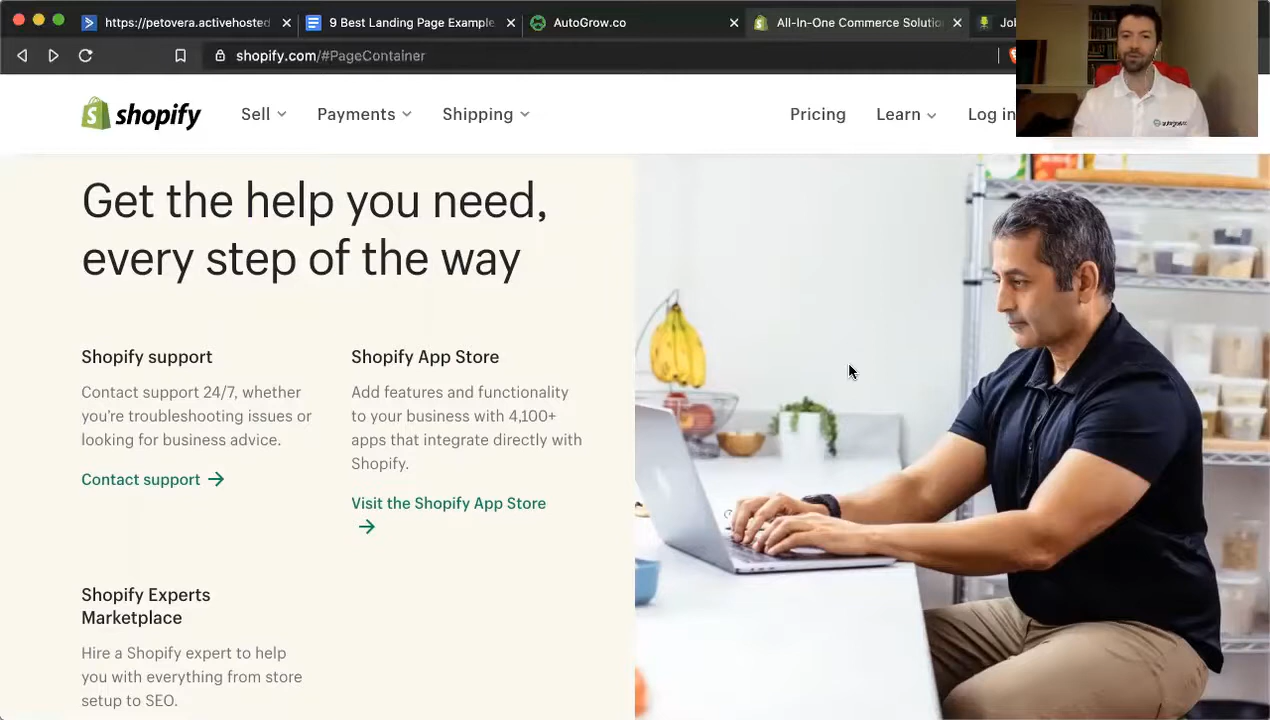 https://petovera.activehosted
9 Best Landing Page Example
AutoGrow.co
All-In-One Commerce Solutio
shopify.com/#PageContainer
shopify
Sell
Payments
Shipping
Pricing
Learn
Log in
Get the help you need,
every step of the way
Shopify support
Contact support 24/7, whether
you're troubleshooting issues or
looking for business advice.
Contact support
Shopify App Store
Add features and functionality
to your business with 4,100+
apps that integrate directly with
Shopify.
Visit the Shopify App Store
Shopify Experts
Marketplace
Hire a Shopify expert to help
you with everything from store
setup to SEO.